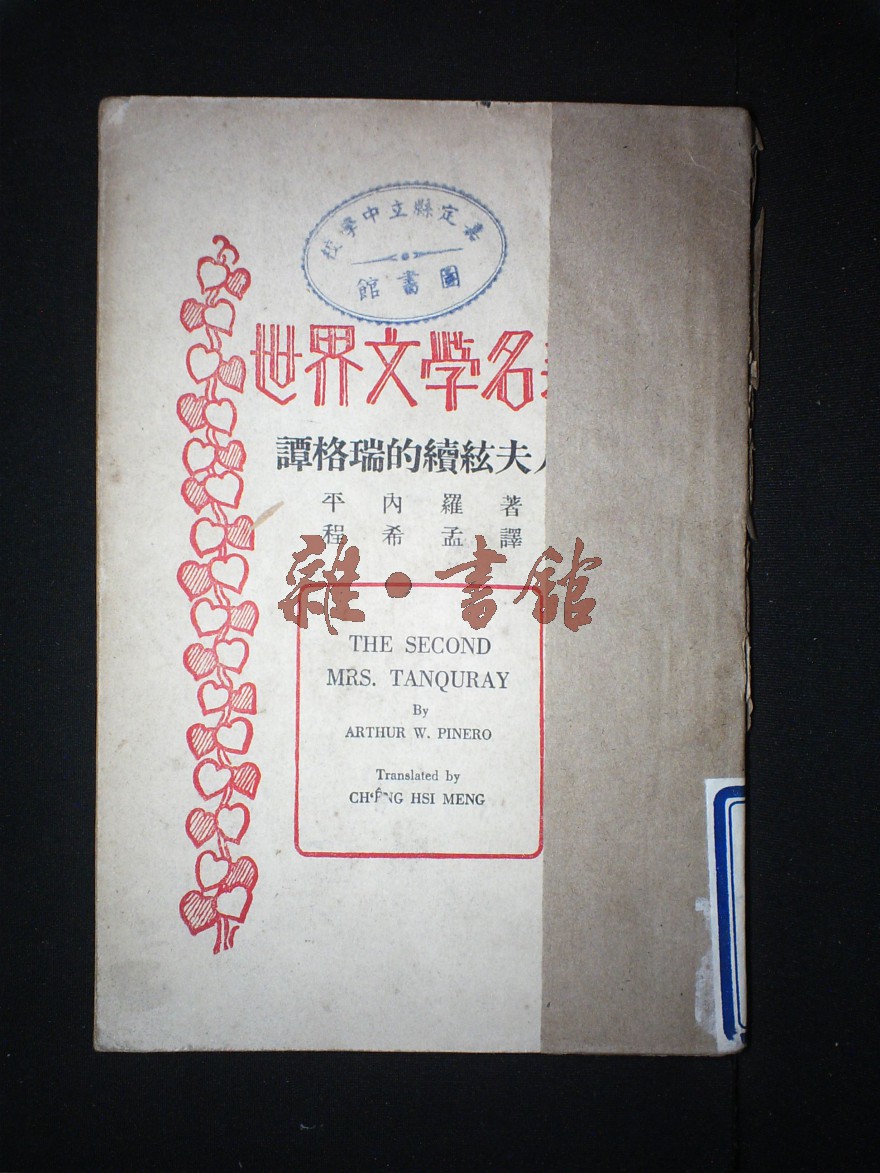 嘉定縣立中學校
圖書館
世界文學名
譚格瑞的續絃夫人
平內羅著
程希孟譯
雜·書館
THE SECOND
MRS. TANQURAY
By
ARTHUR W. PINERO
Translated by
CH‘ÊNG HSI MENG